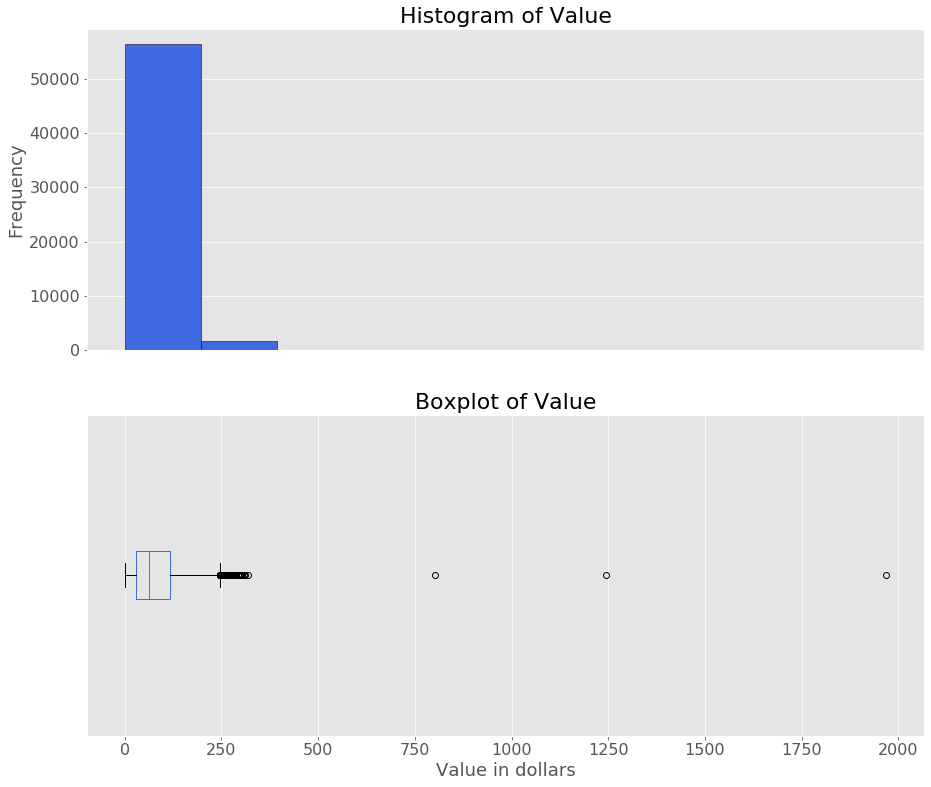 Histogram of Value
50000
40000
30000
20000
10000
0
Frequency
Boxplot of Value
0 250 500 750 1000 1250 1500 1750 2000
Value in dollars